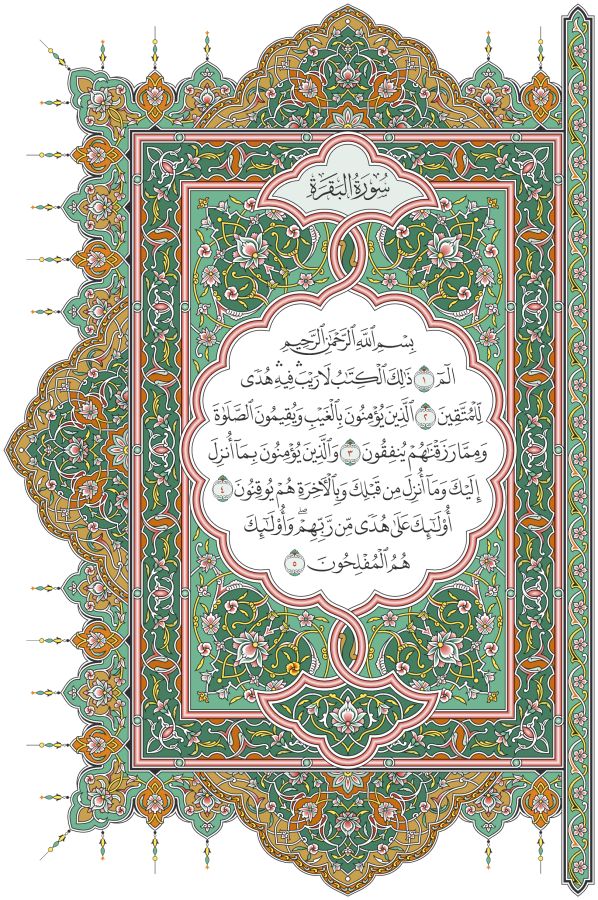 سُورَةُ البَقَرَةِ
بِسْمِ ٱللَّهِ ٱلرَّحْمَٰنِ ٱلرَّحِيمِ
الٓمٓ ١ ذَٰلِكَ ٱلْكِتَٰبُ لَا رَيْبَ ۛ فِيهِ ۛ هُدًى
لِّلْمُتَّقِينَ ٢ ٱلَّذِينَ يُؤْمِنُونَ بِٱلْغَيْبِ وَيُقِيمُونَ ٱلصَّلَوٰةَ
وَمِمَّا رَزَقْنَٰهُمْ يُنفِقُونَ ٣ وَٱلَّذِينَ يُؤْمِنُونَ بِمَآ أُنزِلَ
إِلَيْكَ وَمَآ أُنزِلَ مِن قَبْلِكَ وَبِٱلْءَاخِرَةِ هُمْ يُوقِنُونَ ٤
أُو۟لَٰٓئِكَ عَلَىٰ هُدًى مِّن رَّبِّهِمْ ۖ وَأُو۟لَٰٓئِكَ
هُمُ ٱلْمُفْلِحُونَ ٥